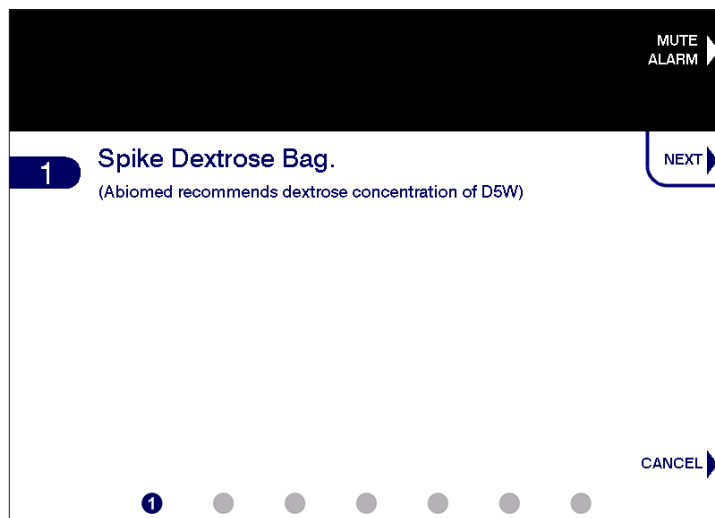 MUTE
ALARM
1
Spike Dextrose Bag.
(Abiomed recommends dextrose concentration of D5W)
NEXT
CANCEL
1